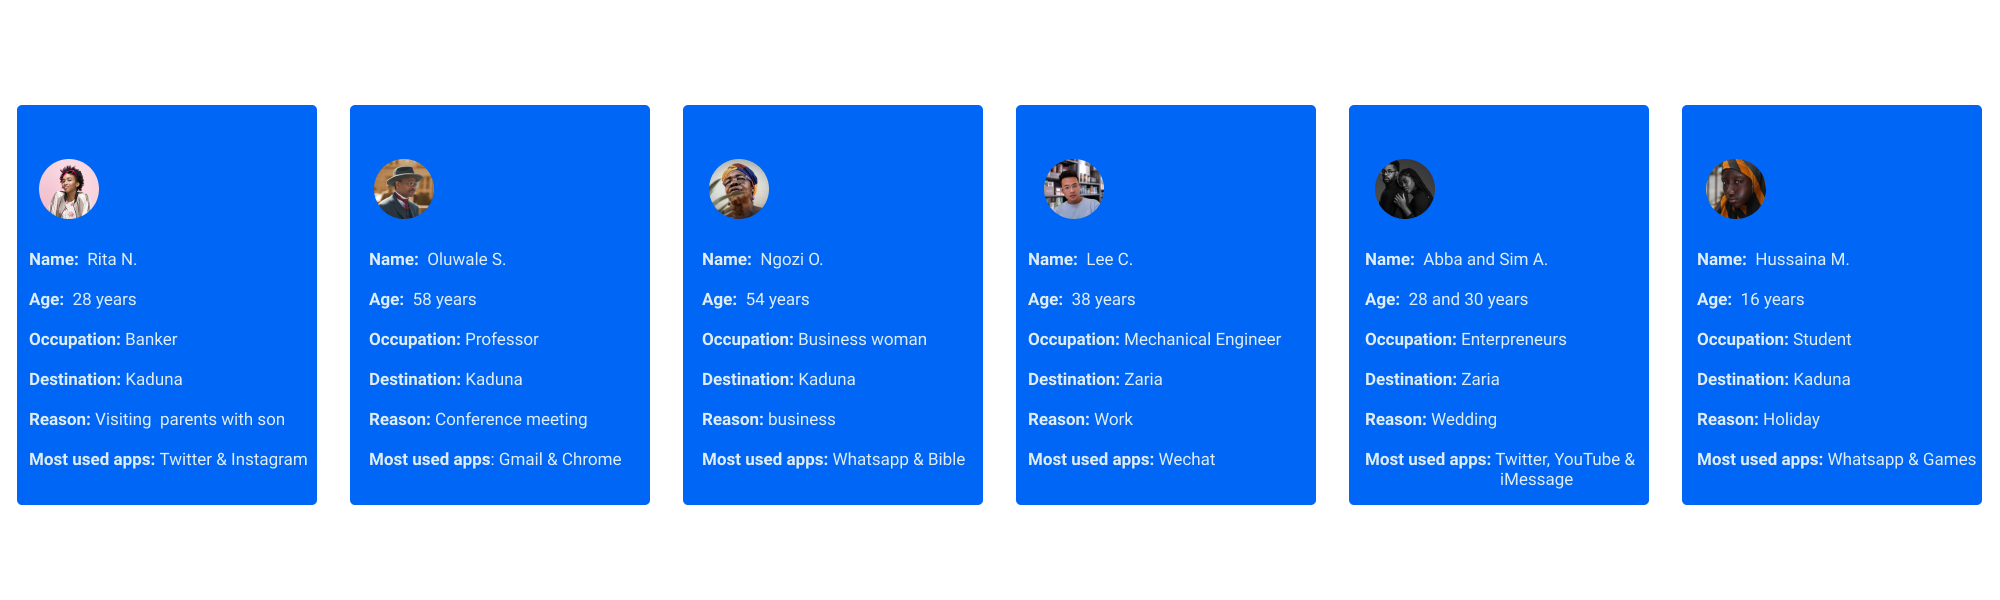 Name:  Rita N.
Age:  28 years
Occupation: Banker
Destination: Kaduna
Reason: Visiting  parents with son
Most used apps: Twitter & Instagram
Name:  Oluwale S.
Age:  58 years
Occupation: Professor
Destination: Kaduna
Reason: Conference meeting
Most used apps: Gmail & Chrome
Name:  Ngozi O.
Age:  54 years
Occupation: Business woman
Destination: Kaduna
Reason: business
Most used apps: Whatsapp & Bible
Name:  Lee C.
Age:  38 years
Occupation: Mechanical Engineer
Destination: Zaria
Reason: Work
Most used apps: Wechat
Name:  Abba and Sim A.
Age:  28 and 30 years
Occupation: Enterpreneurs
Destination: Zaria
Reason: Wedding
Most used apps: Twitter, YouTube &
iMessage
Name:  Hussaina M.
Age:  16 years
Occupation: Student
Destination: Kaduna
Reason: Holiday
Most used apps: Whatsapp & Games